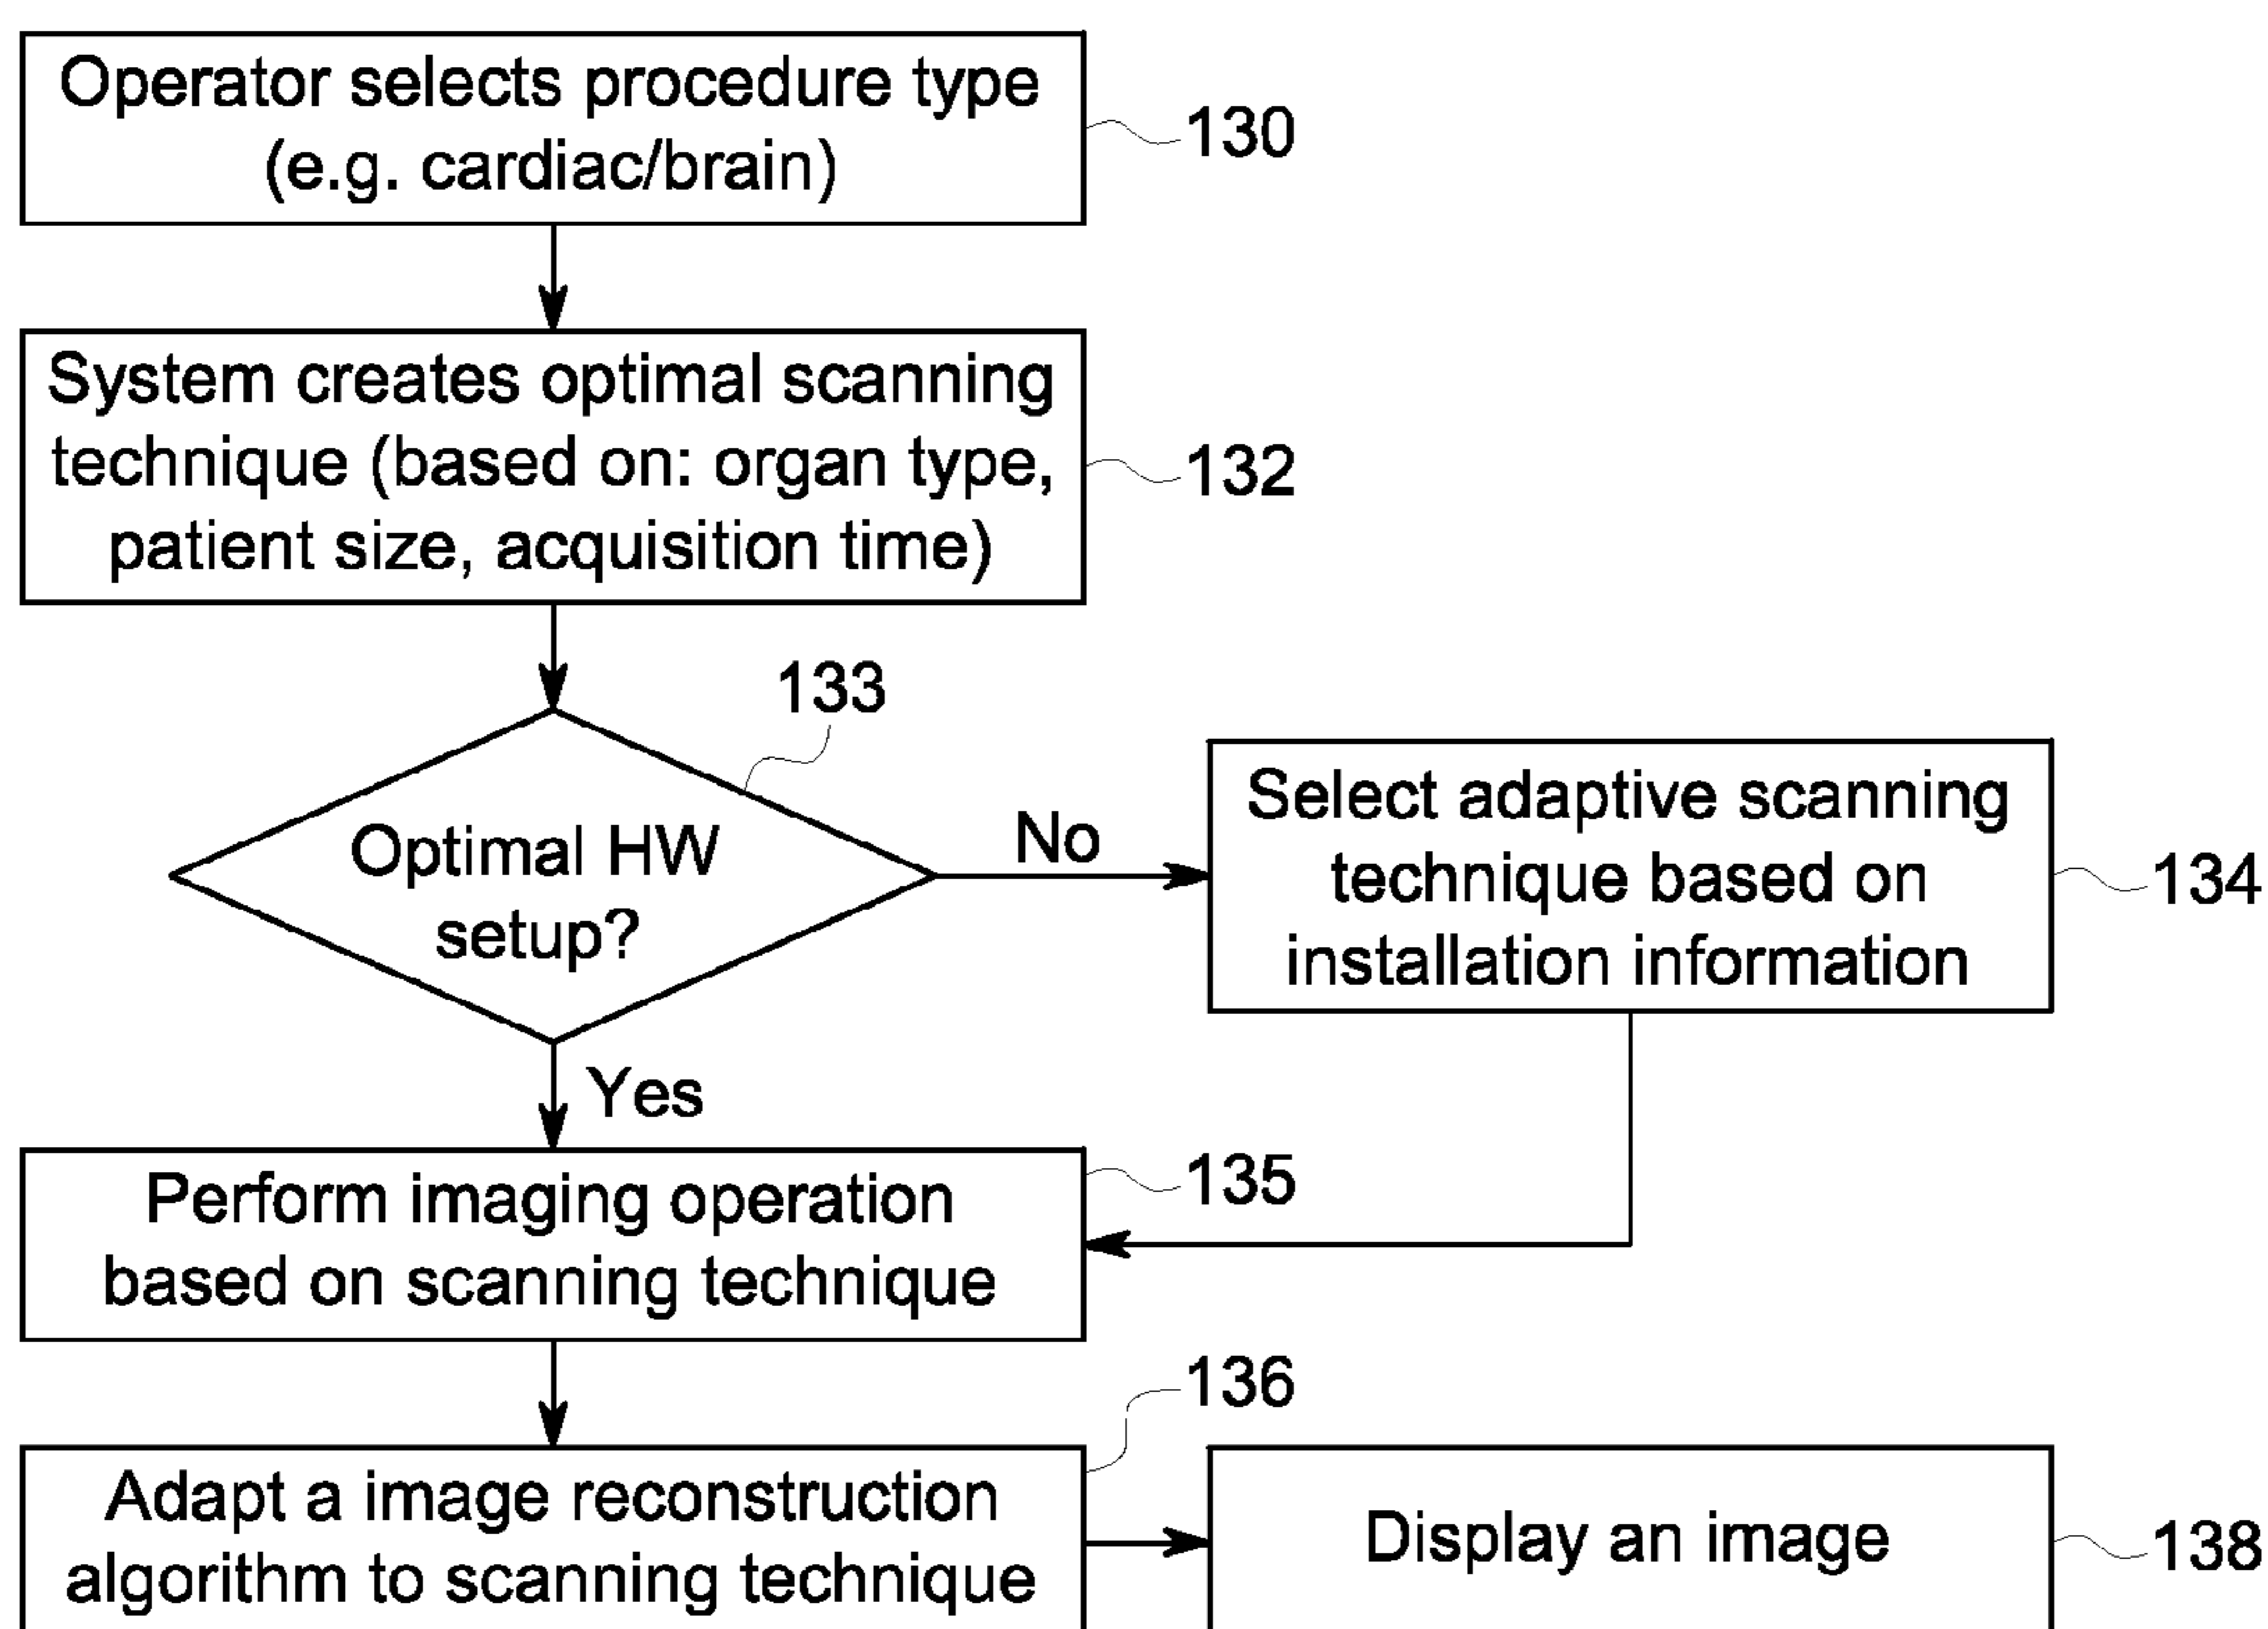 Operator selects procedure type
(e.g. cardiac/brain)
130
System creates optimal scanning
technique (based on: organ type,
patient size, acquisition time)
132
133
Optimal HW
setup?
No
Select adaptive scanning
technique based on
installation information
134
Yes
Perform imaging operation
based on scanning technique
135
136
Adapt a image reconstruction
algorithm to scanning technique
Display an image
138